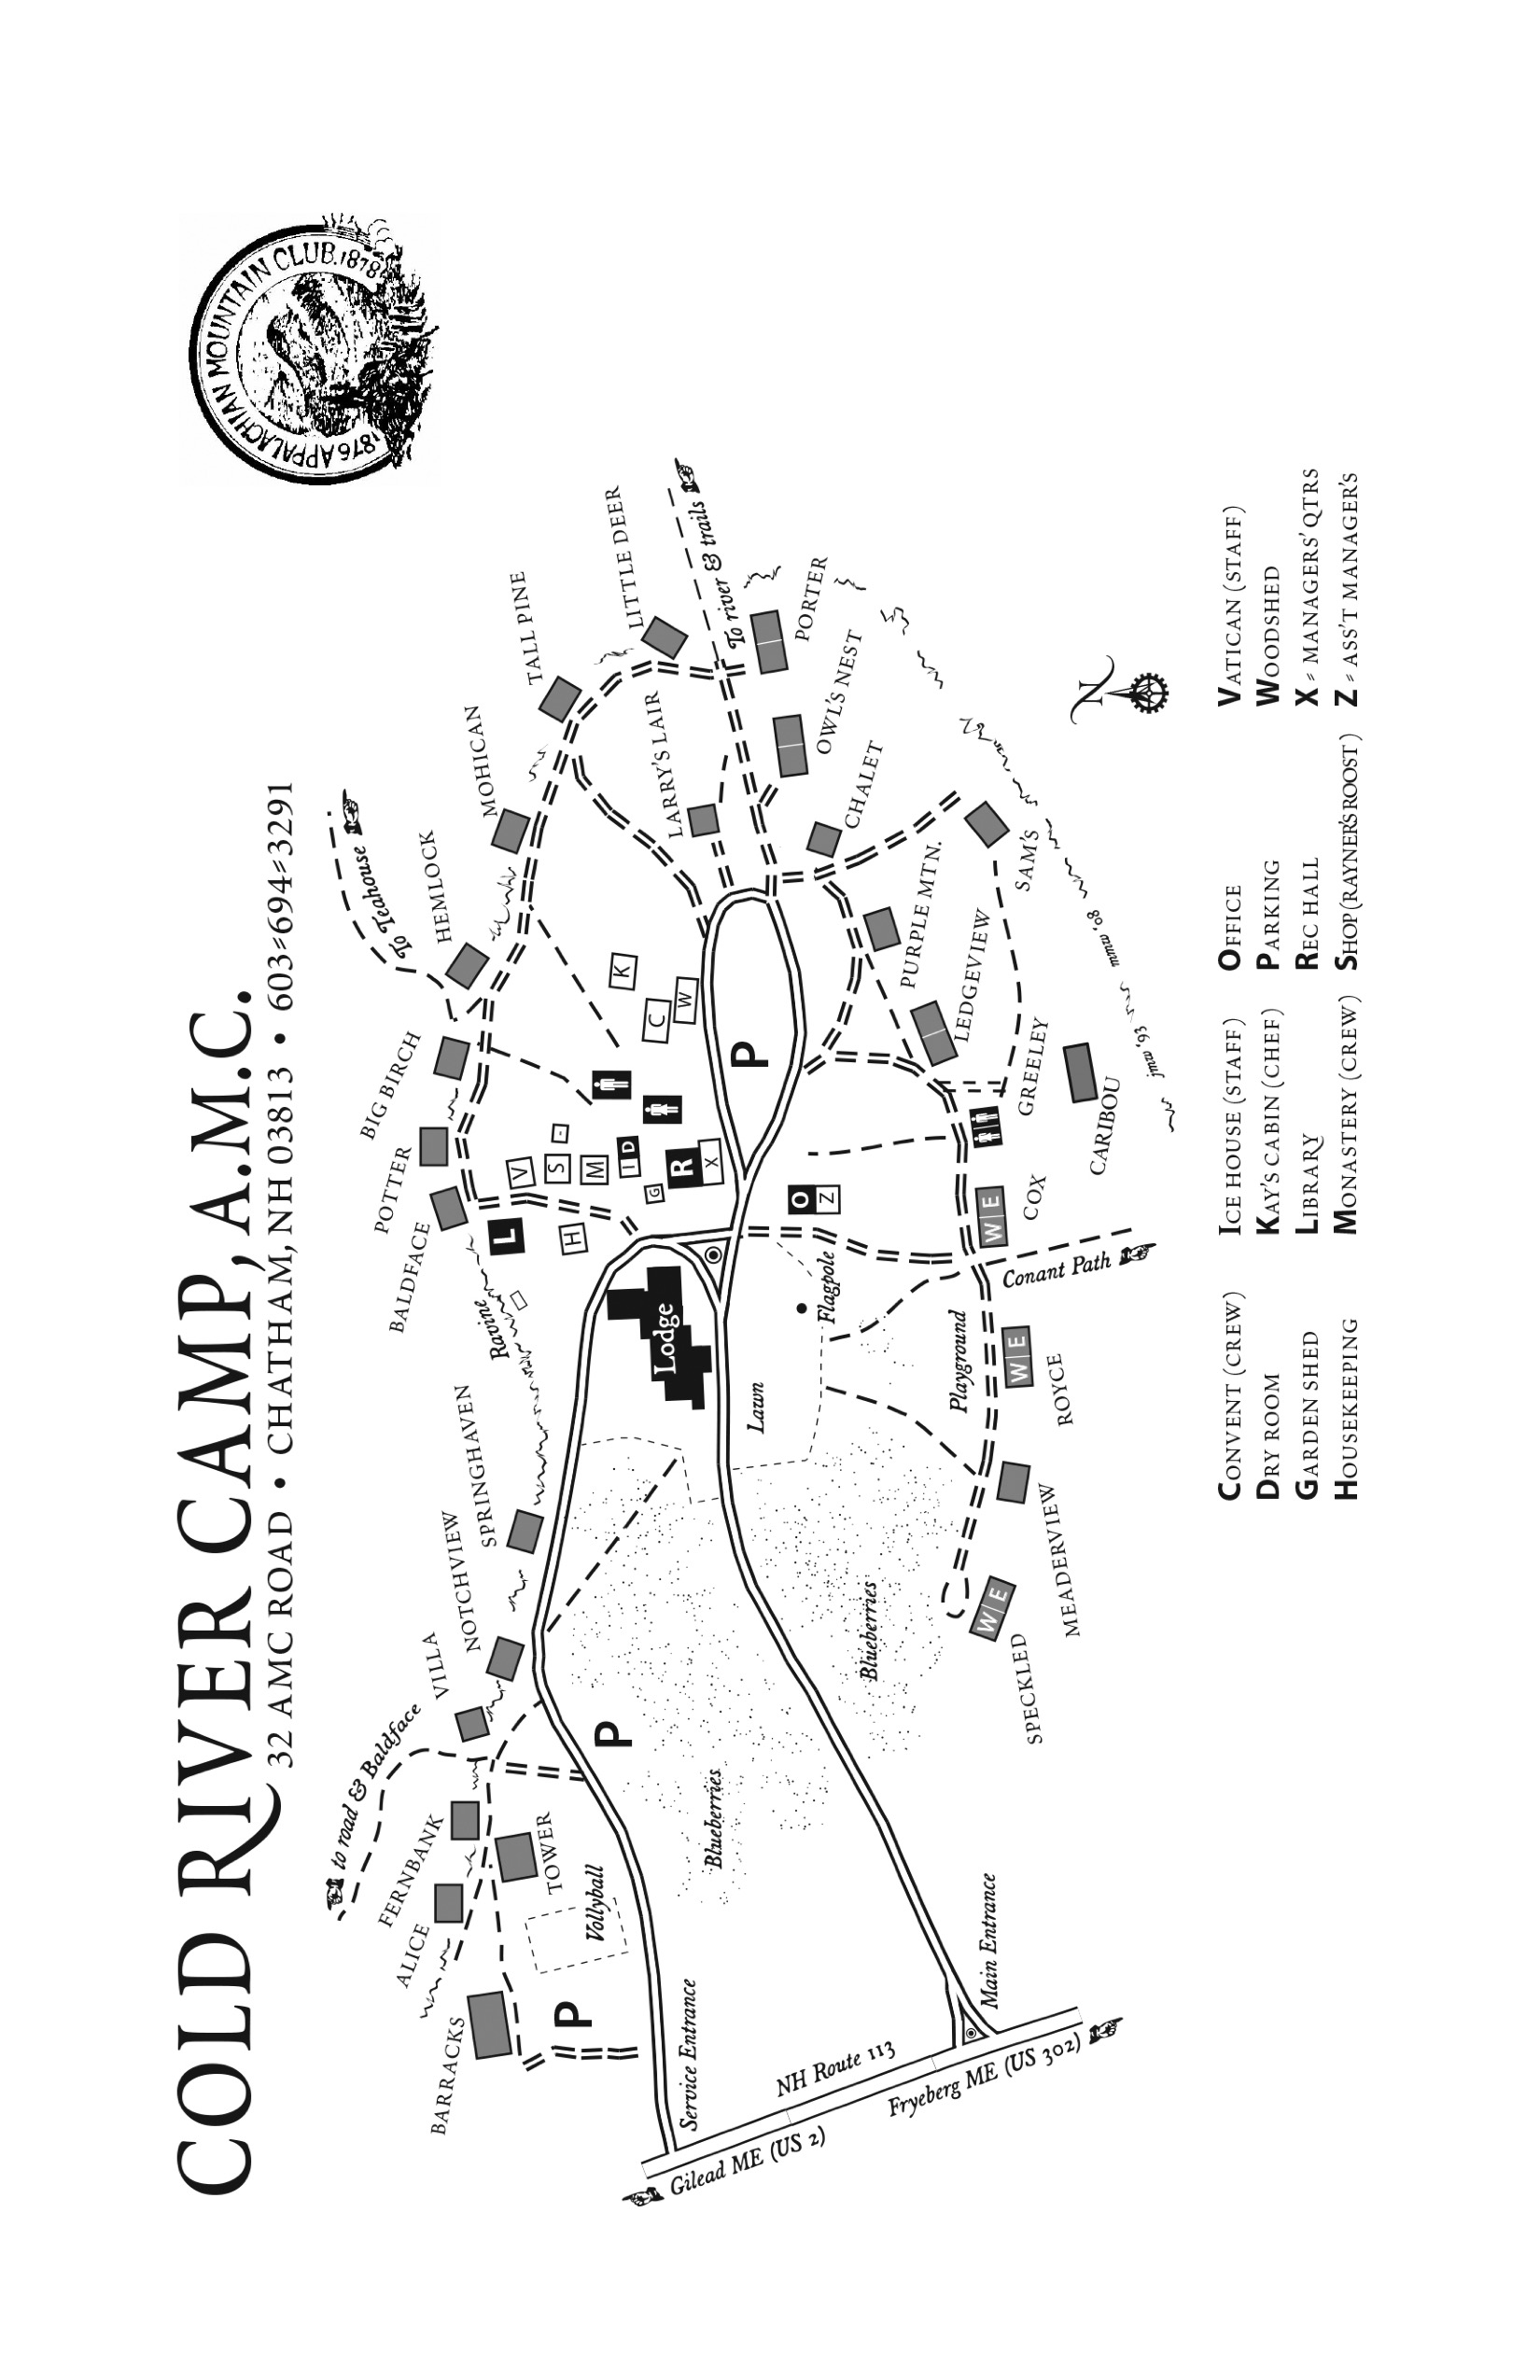 COLD RIVER CAMP, A.M.C.
32 AMC ROAD • CHATHAM, NH 03813 • 603=694=3291
1876 APPALACHIAN MOUNTAIN CLUB. 1878
to road & Baldface
To Teahouse
BARRACKS
ALICE
FERNBANK
VILLA
NOTCHVIEW
SPRINGHAVEN
Ravine
BALDFACE
POTTER
BIG BIRCH
HEMLOCK
MOHICAN
TALL PINE
LITTLE DEER
TOWER
Vollyball
P
P
L
H
V
S
I
M
I D
G
R
X
C
K
W
LARRY'S LAIR
To river & trails
PORTER
OWL'S NEST
CHALET
SAM'S
PURPLE MTN.
LEDGEVIEW
GREELEY
CARIBOU
P
Lodge
O
Z
Flagpole
Lawn
Playground
Conant Path
W E
COX
W E
ROYCE
MEADERVIEW
W E
SPECKLED
Blueberries
Blueberries
Service Entrance
Main Entrance
NH Route 113
Gilead ME (US 2)
Fryeberg ME (US 302)
jmw '93
mmw '08
N
CONVENT (CREW)
DRY ROOM
GARDEN SHED
HOUSEKEEPING
ICE HOUSE (STAFF)
KAY'S CABIN (CHEF)
LIBRARY
MONASTERY (CREW)
OFFICE
PARKING
REC HALL
SHOP (RAYNER'S ROOST)
VATICAN (STAFF)
WOODSHED
X = MANAGERS' QTRS
Z = ASS'T MANAGER'S